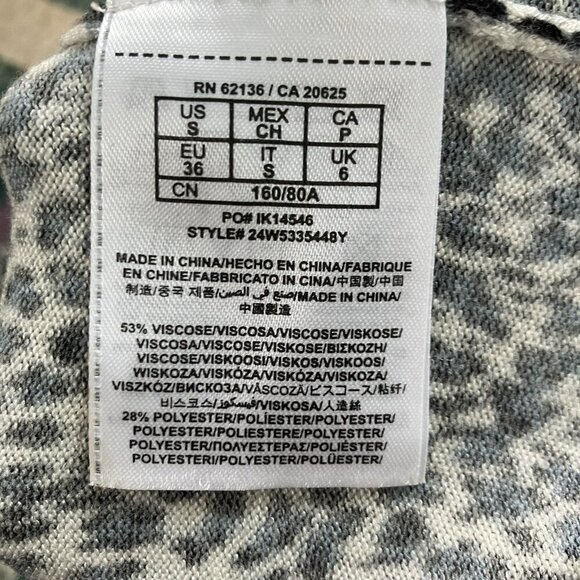 RN 62136 / CA 20625
US MEX CA
S CH P
EU IT UK
36 S 6
CN 160/80A
PO# IK14546
STYLE# 24W5335448Y
MADE IN CHINA/HECHO EN CHINA/FABRIQUE
EN CHINE/FABBRICATO IN CINA/中国製/中国
制造/중국 제품/صنع في الصين/MADE IN CHINA/
中國製造
53% VISCOSE/VISCOSA/VISCOSE/VISKOSE/
VISCOSA/VISCOSE/VISKOSE/ΒΙΣΚΟΖΗ/
VISCOSE/VISKOOSI/VISKOS/VISKOOS/
WISKOZA/VISKÓZA/VISKOZA/VISKÓZA/
VISZKÓZ/ВИСКОЗА/VÂSCOZĂ/ビスコース/粘纤/
비스코스/فيسكوز/VISKOSA/人造絲
28% POLYESTER/POLÍESTER/POLYESTER/
POLYESTER/POLIESTERE/POLYESTER/
POLYESTER/ΠΟΛΥΕΣΤΕΡΑΣ/POLIÉSTER/
POLYESTERI/POLYESTER/POLÜESTER/